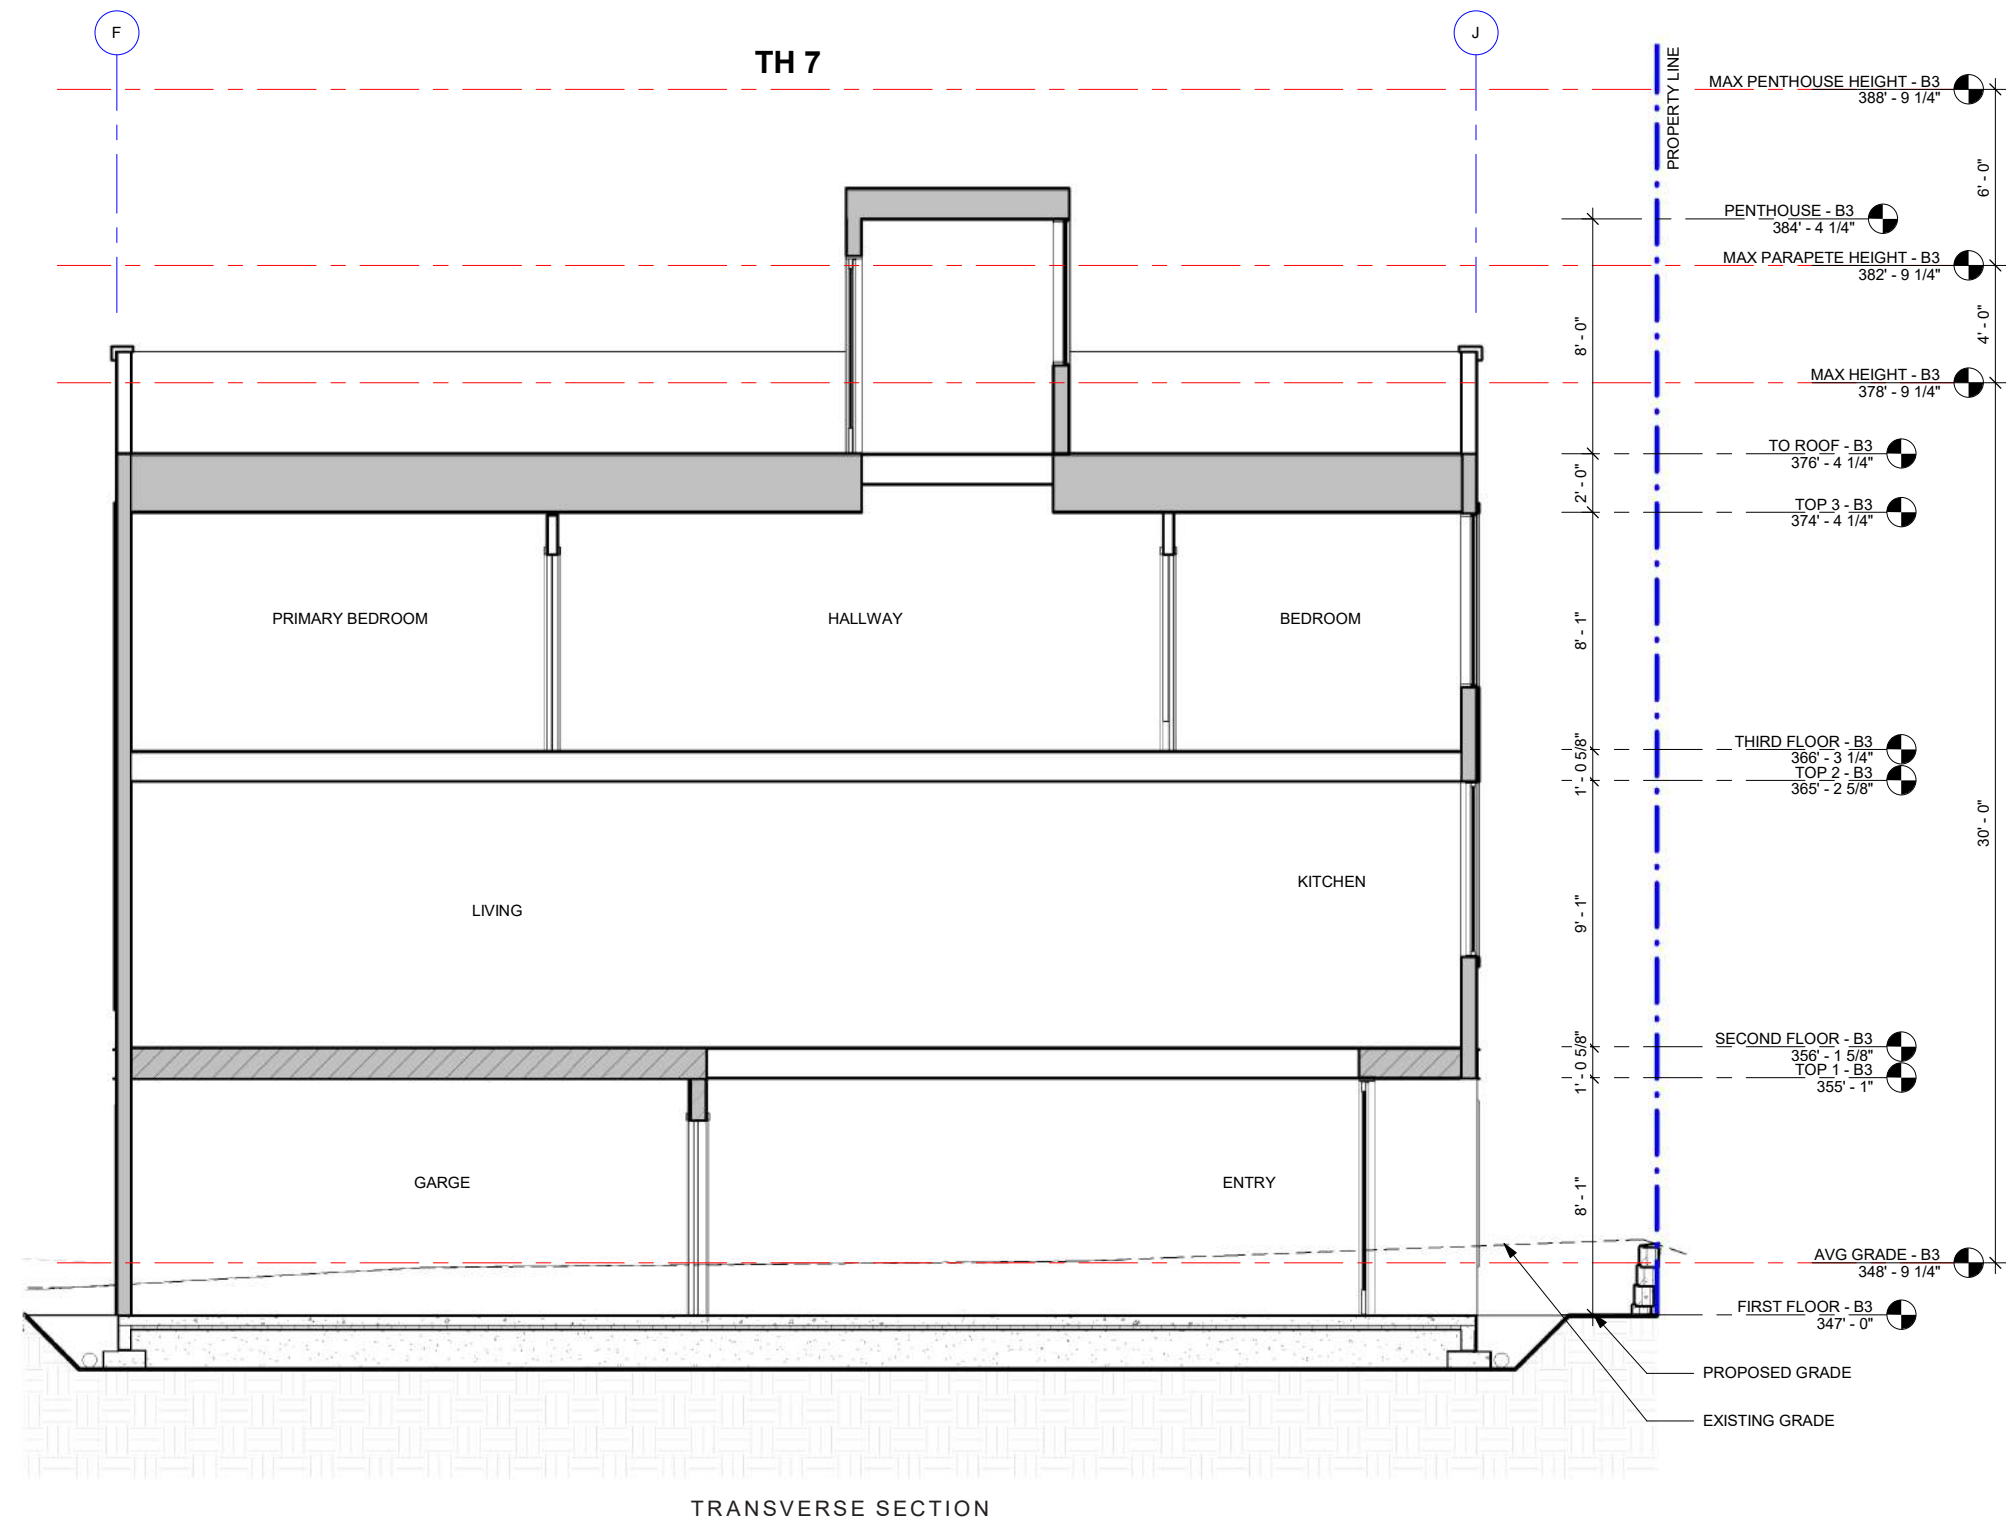 F
J
TH 7
PROPERTY LINE
MAX PENTHOUSE HEIGHT - B3
388' - 9 1/4"
6' - 0"
PENTHOUSE - B3
384' - 4 1/4"
MAX PARAPETE HEIGHT - B3
382' - 9 1/4"
8' - 0"
4' - 0"
MAX HEIGHT - B3
378' - 9 1/4"
TO ROOF - B3
376' - 4 1/4"
2' - 0"
TOP 3 - B3
374' - 4 1/4"
PRIMARY BEDROOM
HALLWAY
BEDROOM
8' - 1"
THIRD FLOOR - B3
366' - 3 1/4"
1' - 0 5/8"
TOP 2 - B3
365' - 2 5/8"
30' - 0"
KITCHEN
LIVING
9' - 1"
SECOND FLOOR - B3
356' - 1 5/8"
1' - 0 5/8"
TOP 1 - B3
355' - 1"
GARGE
ENTRY
8' - 1"
AVG GRADE - B3
348' - 9 1/4"
FIRST FLOOR - B3
347' - 0"
PROPOSED GRADE
EXISTING GRADE
TRANSVERSE SECTION